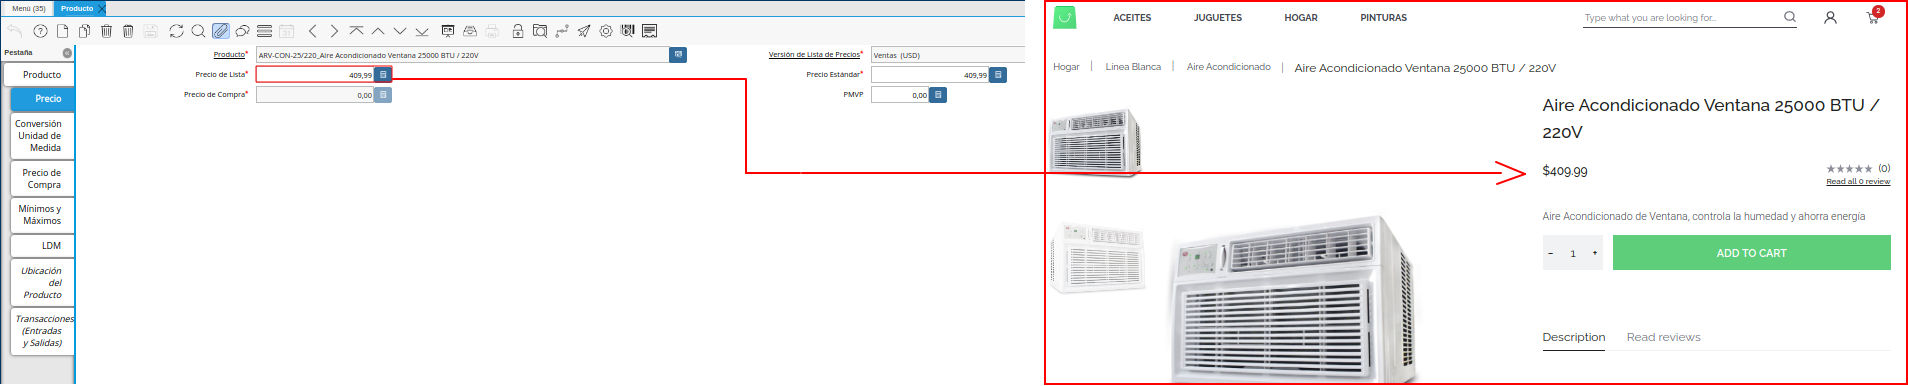 Menú (35)
Producto
Pestaña
Producto
Precio
Conversión
Unidad de
Medida
Precio de
Compra
Mínimos y
Máximos
LDM
Ubicación
del
Producto
Transacciones
(Entradas
y Salidas)
Producto* ARV-CON-25/220_Aire Acondicionado Ventana 25000 BTU / 220V
Versión de Lista de Precios* Ventas (USD)
Precio de Lista* 409,99
Precio Estándar* 409,99
Precio de Compra* 0,00
PMVP 0,00
31
ACEITES JUGUETES HOGAR PINTURAS
Type what you are looking for...
2
Hogar | Línea Blanca | Aire Acondicionado | Aire Acondicionado Ventana 25000 BTU / 220V
Aire Acondicionado Ventana 25000 BTU /
220V
$409.99
(0)
Read all 0 review
Aire Acondicionado de Ventana, controla la humedad y ahorra energía
- 1 +
ADD TO CART
Description Read reviews